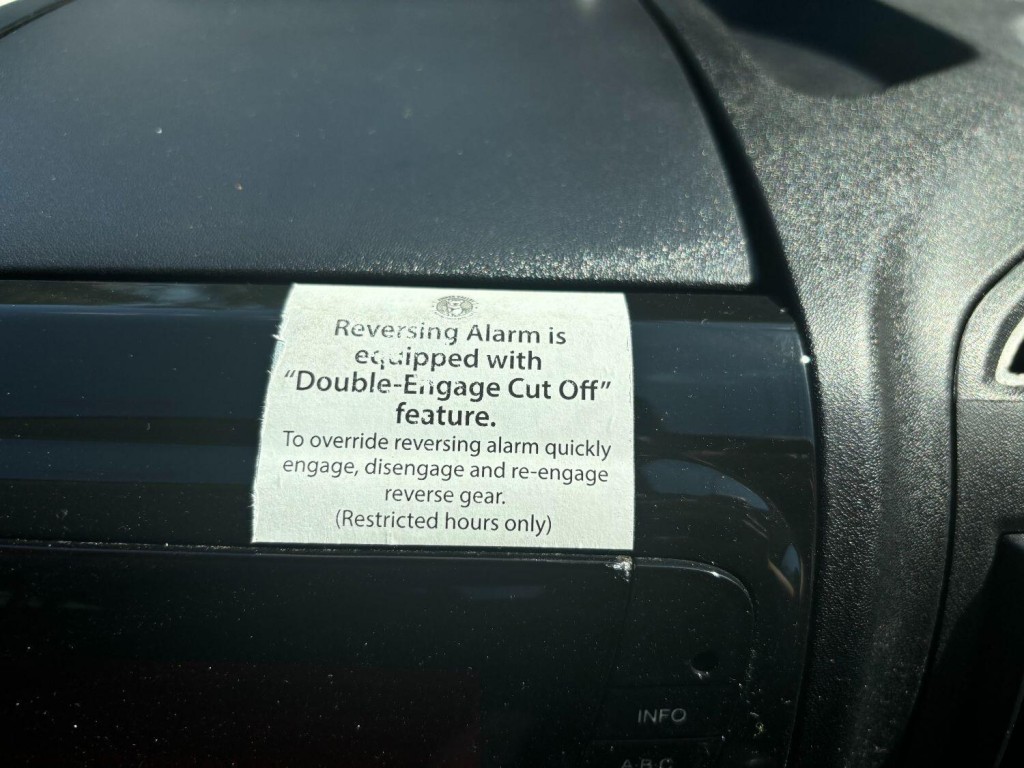 Reversing Alarm is
equipped with
“Double-Engage Cut Off”
feature.
To override reversing alarm quickly
engage, disengage and re-engage
reverse gear.
(Restricted hours only)
INFO
A.B.C